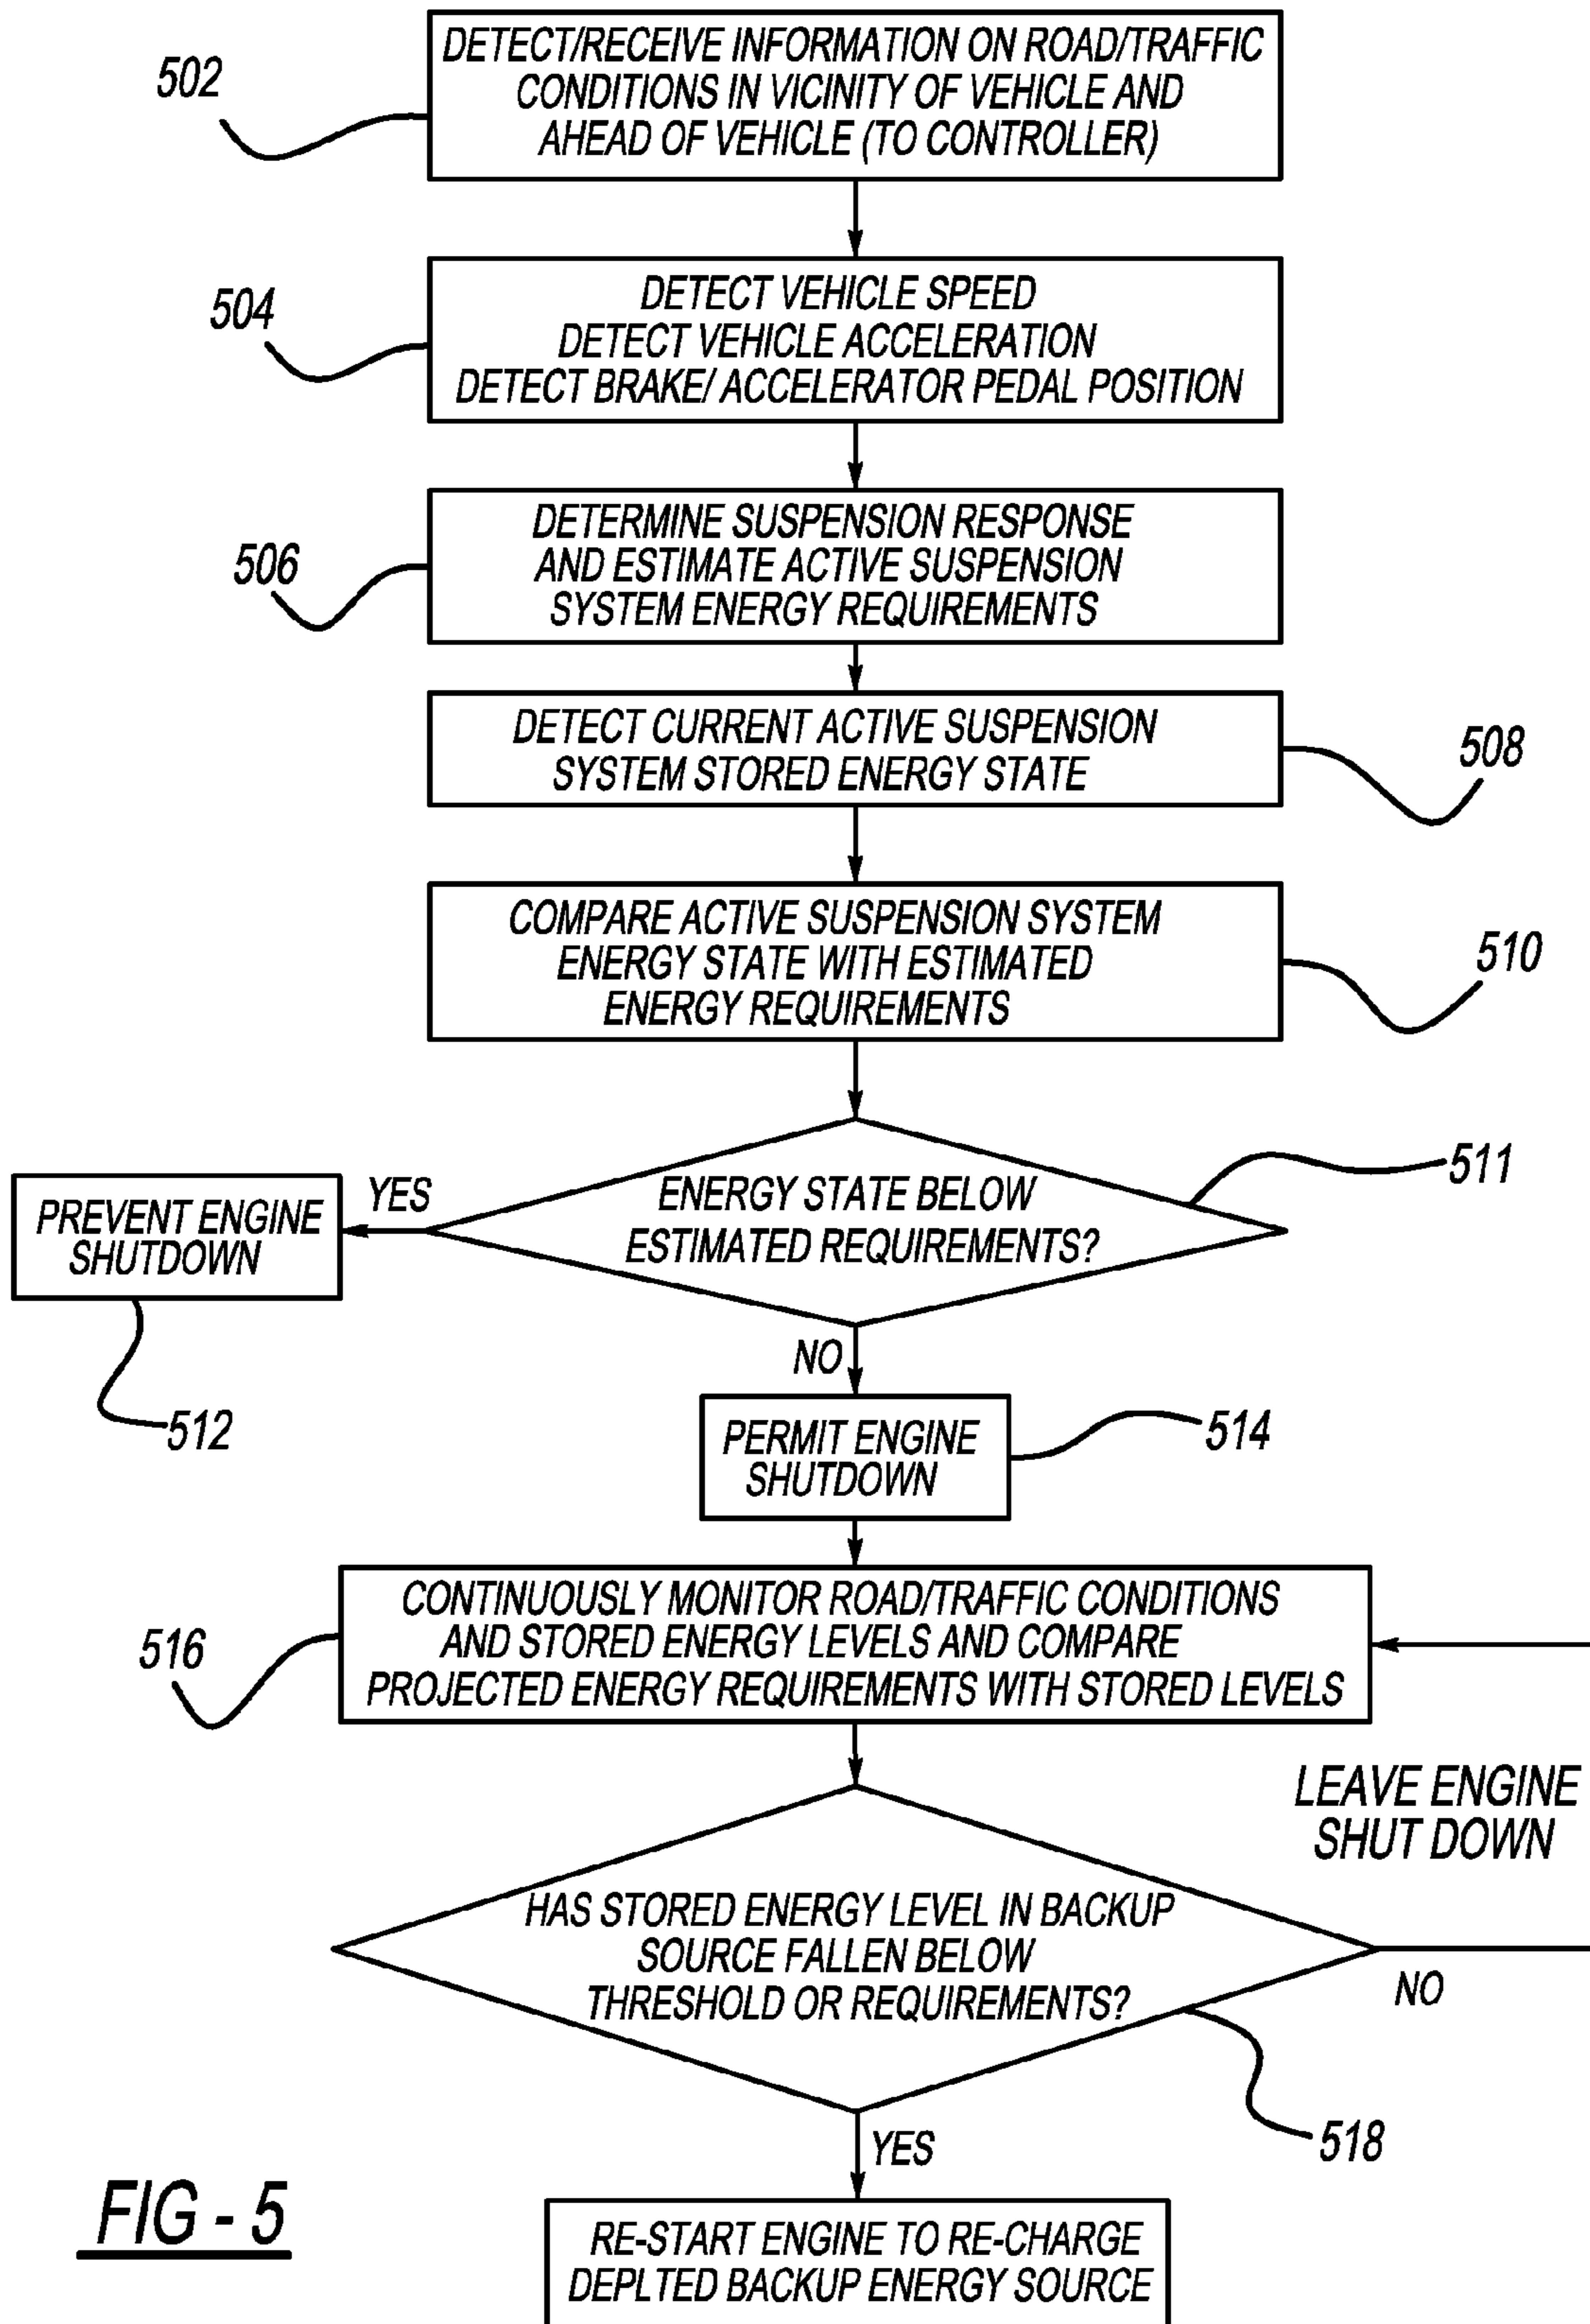 DETECT/RECEIVE INFORMATION ON ROAD/TRAFFIC
CONDITIONS IN VICINITY OF VEHICLE AND
AHEAD OF VEHICLE (TO CONTROLLER)
502
DETECT VEHICLE SPEED
DETECT VEHICLE ACCELERATION
DETECT BRAKE/ ACCELERATOR PEDAL POSITION
504
DETERMINE SUSPENSION RESPONSE
AND ESTIMATE ACTIVE SUSPENSION
SYSTEM ENERGY REQUIREMENTS
506
DETECT CURRENT ACTIVE SUSPENSION
SYSTEM STORED ENERGY STATE
508
COMPARE ACTIVE SUSPENSION SYSTEM
ENERGY STATE WITH ESTIMATED
ENERGY REQUIREMENTS
510
ENERGY STATE BELOW
ESTIMATED REQUIREMENTS?
511
YES
PREVENT ENGINE
SHUTDOWN
512
NO
PERMIT ENGINE
SHUTDOWN
514
CONTINUOUSLY MONITOR ROAD/TRAFFIC CONDITIONS
AND STORED ENERGY LEVELS AND COMPARE
PROJECTED ENERGY REQUIREMENTS WITH STORED LEVELS
516
LEAVE ENGINE
SHUT DOWN
HAS STORED ENERGY LEVEL IN BACKUP
SOURCE FALLEN BELOW
THRESHOLD OR REQUIREMENTS?
NO
518
YES
RE-START ENGINE TO RE-CHARGE
DEPLTED BACKUP ENERGY SOURCE
FIG - 5